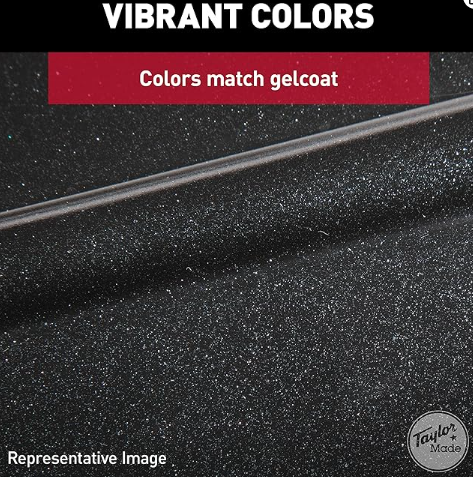 VIBRANT COLORS
Colors match gelcoat
Taylor
Made
Representative Image